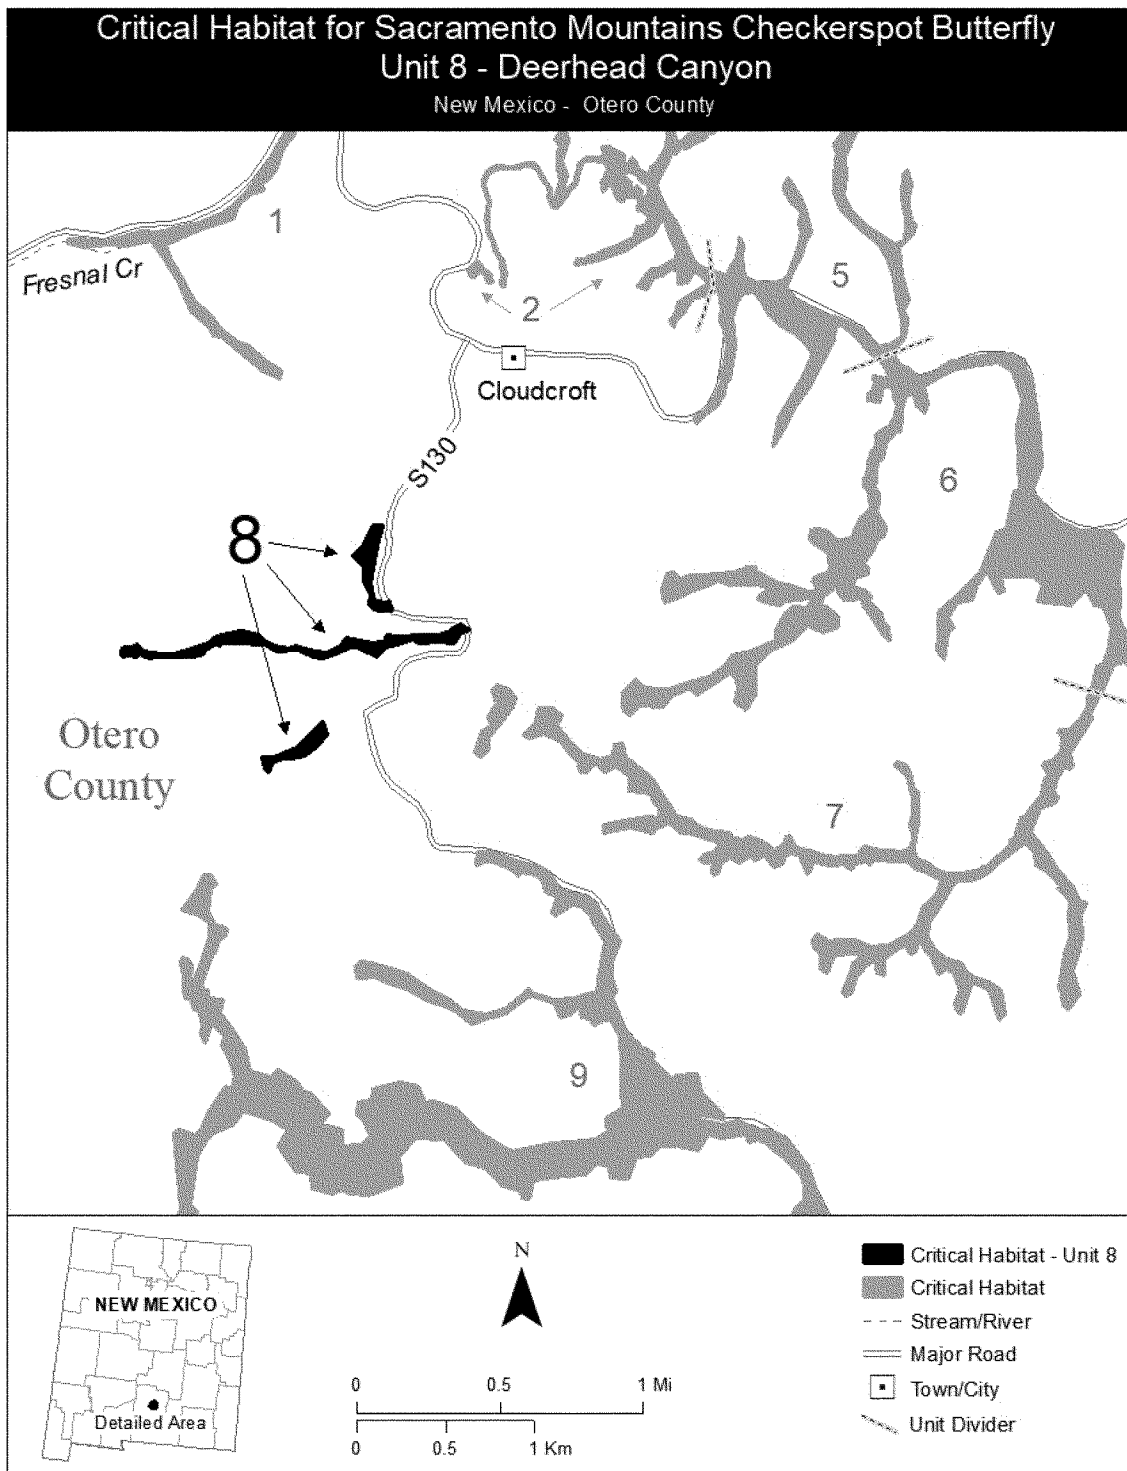 Critical Habitat for Sacramento Mountains Checkerspot Butterfly
Unit 8 - Deerhead Canyon
New Mexico - Otero County
1
Fresnal Cr
5
2
Cloudcroft
S130
6
8
Otero
County
7
9
NEW MEXICO
Detailed Area
N
0 0.5 1 Mi
0 0.5 1 Km
Critical Habitat - Unit 8
Critical Habitat
Stream/River
Major Road
Town/City
Unit Divider